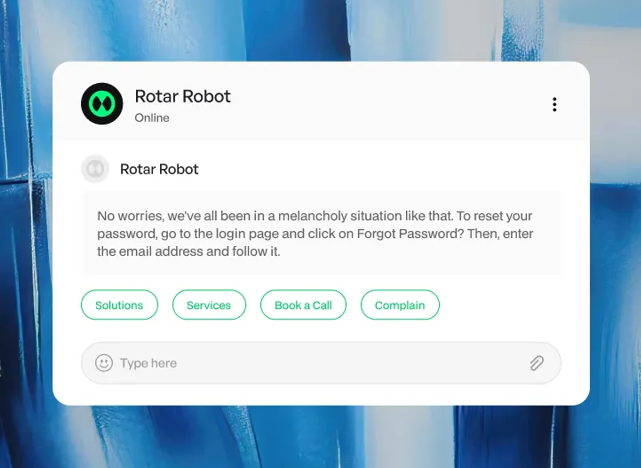 Rotar Robot
Online
Rotar Robot
No worries, we've all been in a melancholy situation like that. To reset your
password, go to the login page and click on Forgot Password? Then, enter
the email address and follow it.
Solutions Services Book a Call Complain
Type here